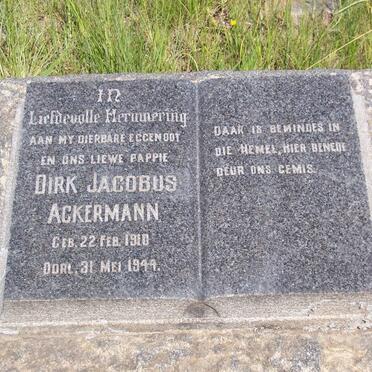 IN
Liefdevolle Herinnering
AAN MY DIERBARE EGGENOOT
EN ONS LIEWE PAPPIE
DIRK JACOBUS
ACKERMANN
GEB. 22 FEB. 1910
OORL. 31 MEI 1944.
DAAR IS BEMINDES IN
DIE HEMEL, HIER BENEDE
DEUR ONS GEMIS.